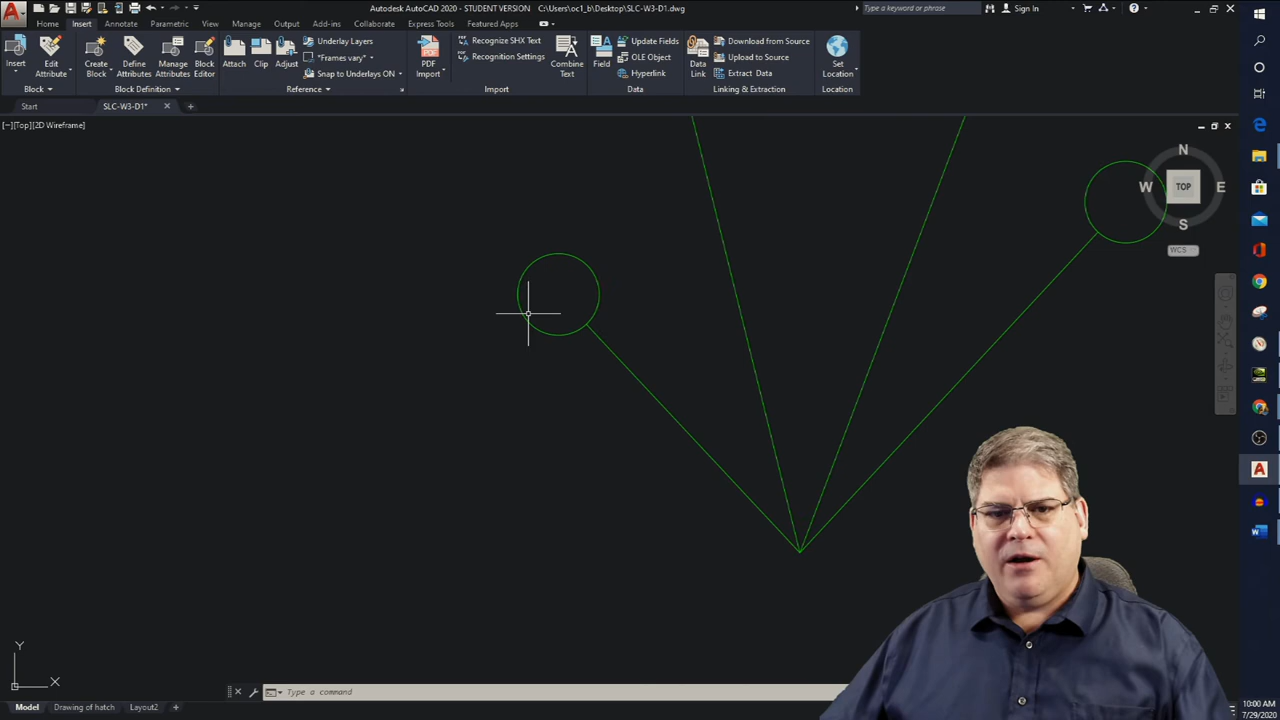 Autodesk AutoCAD 2020 - STUDENT VERSION C:\Users\oc1_b\Desktop\SLC-W3-D1.dwg
Type a keyword or phrase
Sign In
Home Insert Annotate Parametric View Manage Output Add-ins Collaborate Express Tools Featured Apps
Insert
Edit Attribute
Create Block
Define Attributes
Manage Attributes
Block Editor
Attach
Clip
Adjust
Underlay Layers
*Frames vary*
Snap to Underlays ON
PDF Import
Recognize SHX Text
Recognition Settings
Combine Text
Field
Update Fields
OLE Object
Hyperlink
Data Link
Download from Source
Upload to Source
Extract Data
Set Location
Block
Block Definition
Reference
Import
Data
Linking & Extraction
Location
Start
SLC-W3-D1*
[−][Top][2D Wireframe]
N
W TOP E
S
WCS
Y
X
Type a command
Model Drawing of hatch Layout2
10:00 AM
7/29/2020